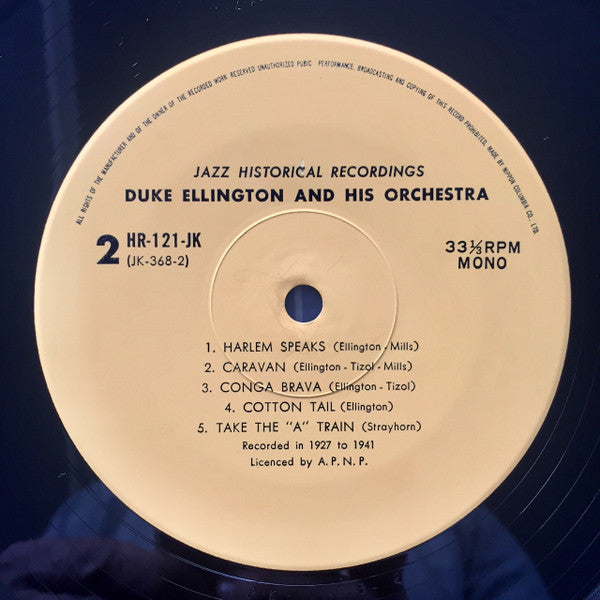 ALL RIGHTS OF THE MANUFACTURER AND OF THE OWNER OF THE RECORDED WORK RESERVED UNAUTHORIZED PUBIC PERFORMANCE, BROADCASTING AND COPYING OF THIS RECORD PROHIBITED. MADE BY NIPPON COLUMBIA CO., LTD.
JAZZ HISTORICAL RECORDINGS
DUKE ELLINGTON AND HIS ORCHESTRA
2 HR-121-JK
(JK-368-2)
33⅓RPM
MONO
1. HARLEM SPEAKS (Ellington - Mills)
2. CARAVAN (Ellington - Tizol - Mills)
3. CONGA BRAVA (Ellington - Tizol)
4. COTTON TAIL (Ellington)
5. TAKE THE "A" TRAIN (Strayhorn)
Recorded in 1927 to 1941
Licenced by A. P. N. P.